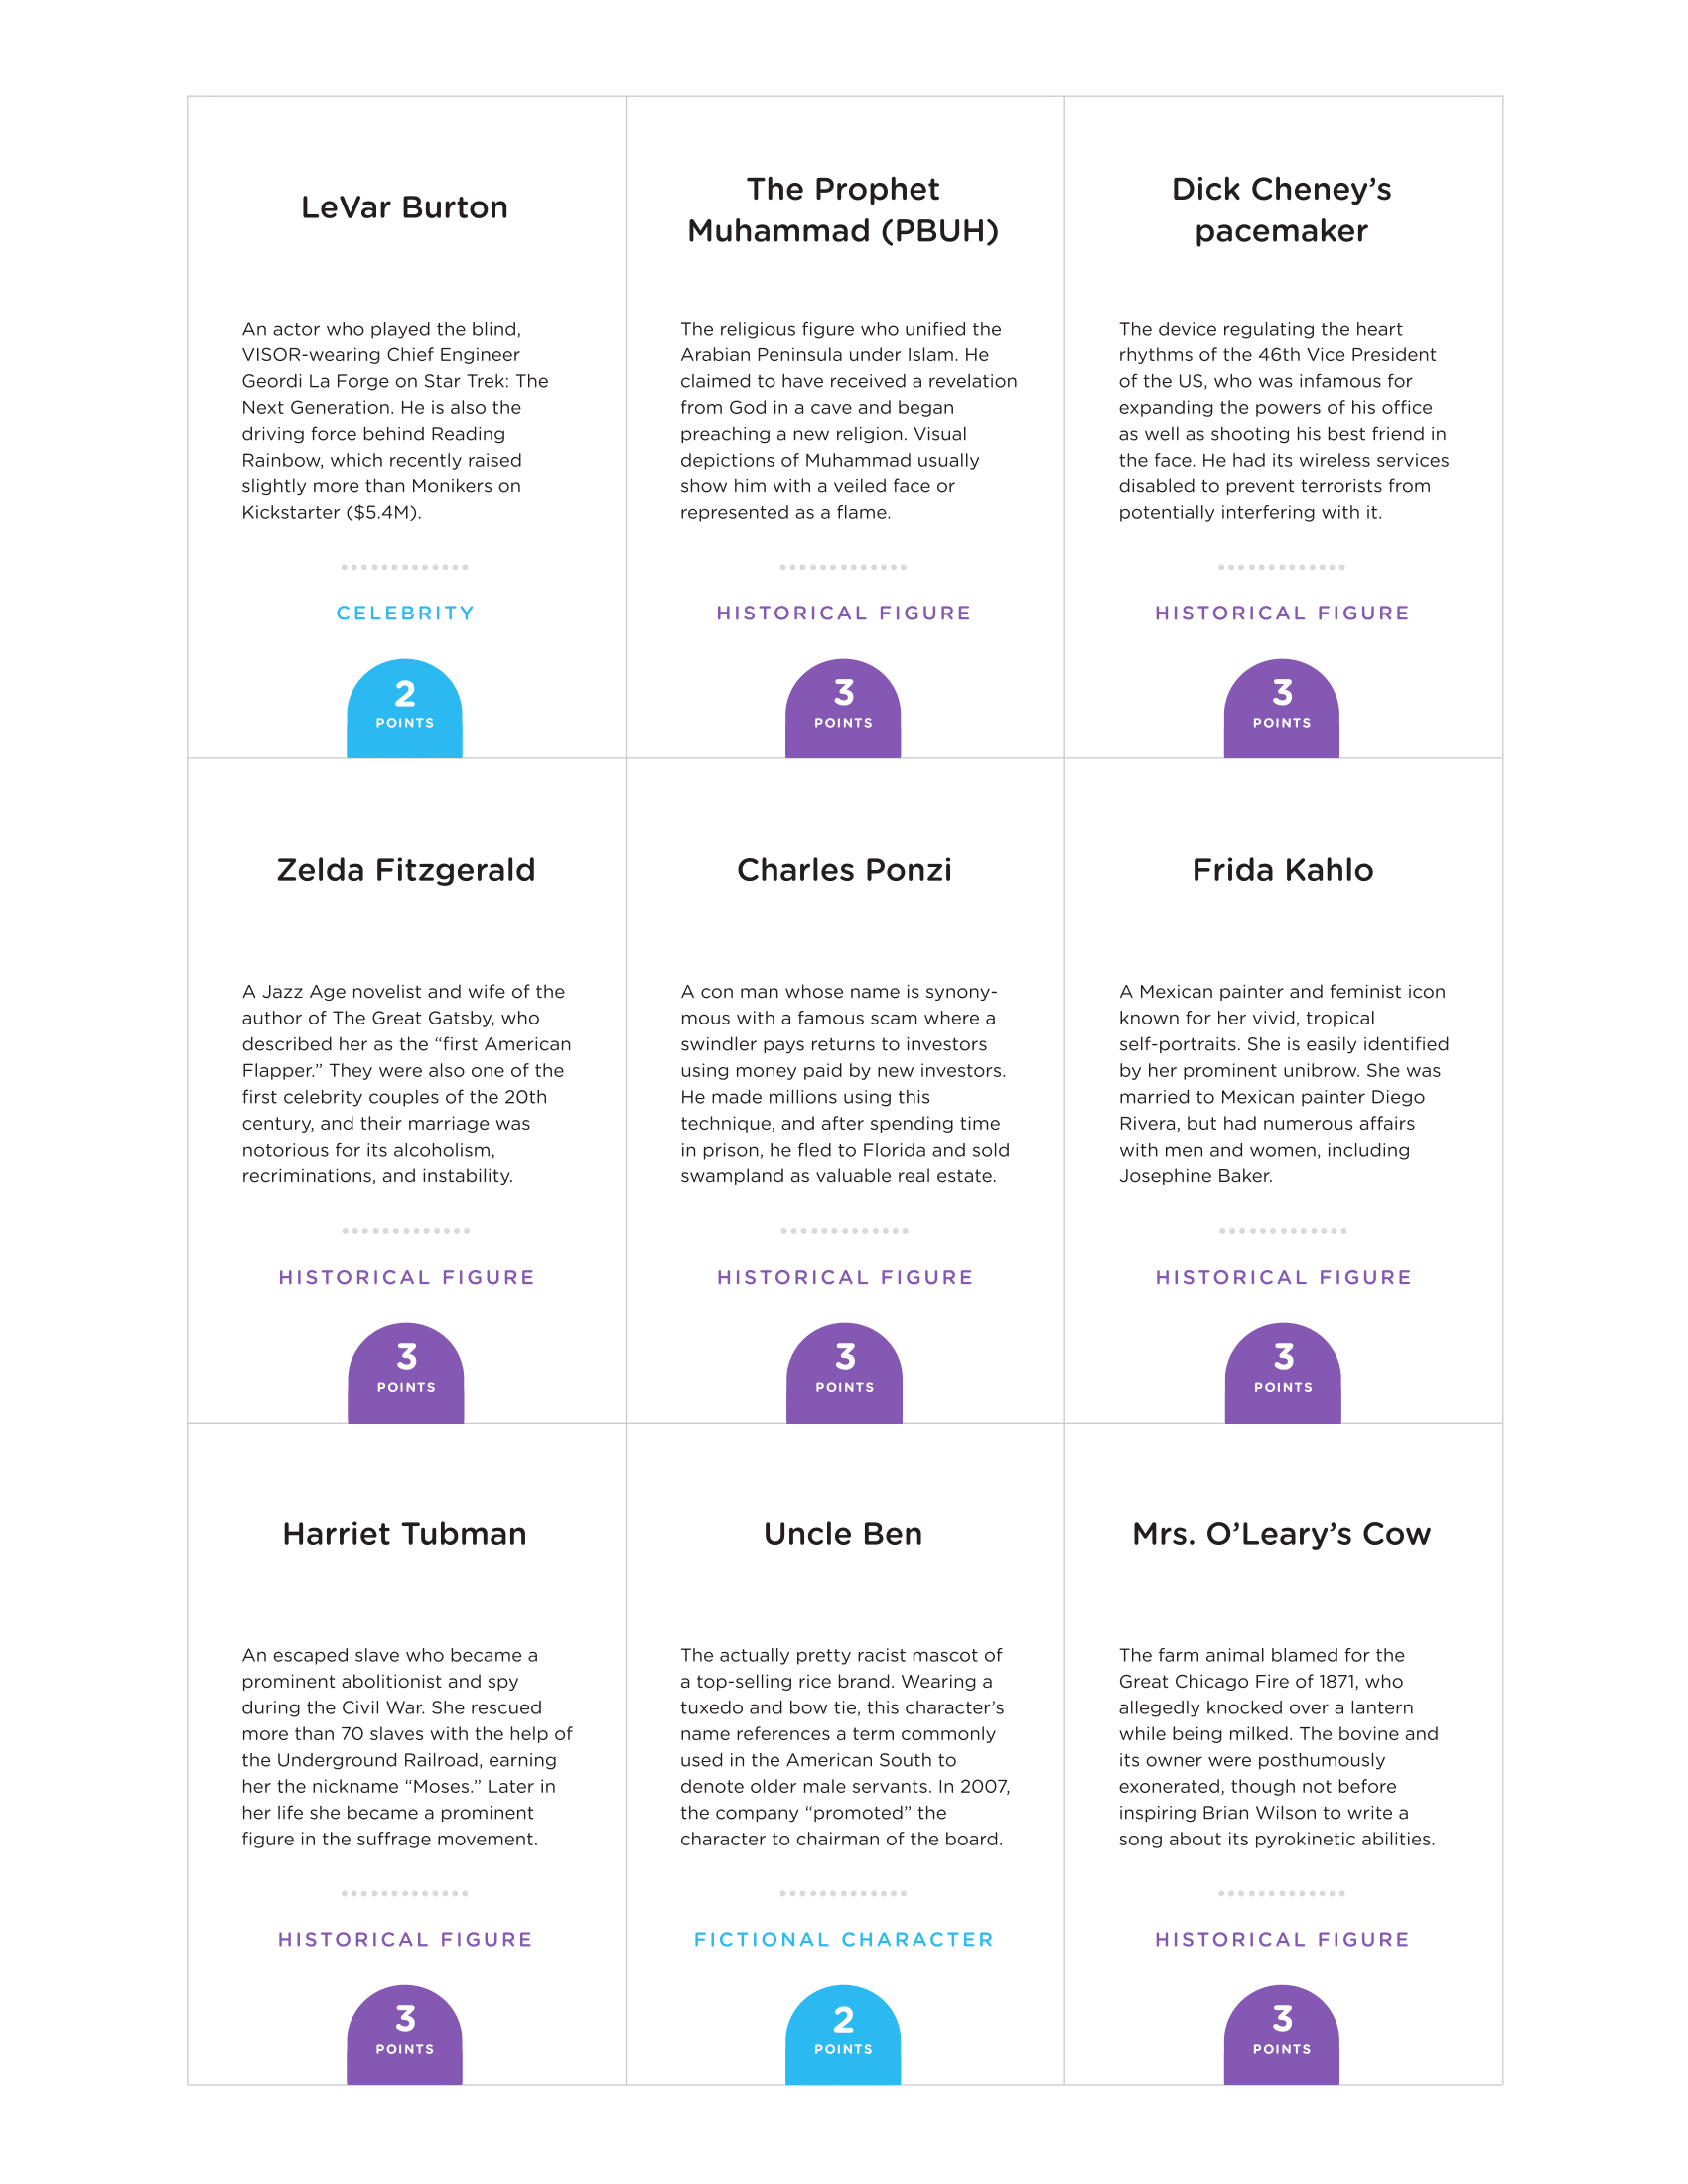 LeVar Burton
An actor who played the blind,
VISOR-wearing Chief Engineer
Geordi La Forge on Star Trek: The
Next Generation. He is also the
driving force behind Reading
Rainbow, which recently raised
slightly more than Monikers on
Kickstarter ($5.4M).
CELEBRITY
2
POINTS
The Prophet
Muhammad (PBUH)
The religious figure who unified the
Arabian Peninsula under Islam. He
claimed to have received a revelation
from God in a cave and began
preaching a new religion. Visual
depictions of Muhammad usually
show him with a veiled face or
represented as a flame.
HISTORICAL FIGURE
3
POINTS
Dick Cheney’s
pacemaker
The device regulating the heart
rhythms of the 46th Vice President
of the US, who was infamous for
expanding the powers of his office
as well as shooting his best friend in
the face. He had its wireless services
disabled to prevent terrorists from
potentially interfering with it.
HISTORICAL FIGURE
3
POINTS
Zelda Fitzgerald
A Jazz Age novelist and wife of the
author of The Great Gatsby, who
described her as the “first American
Flapper.” They were also one of the
first celebrity couples of the 20th
century, and their marriage was
notorious for its alcoholism,
recriminations, and instability.
HISTORICAL FIGURE
3
POINTS
Charles Ponzi
A con man whose name is synony-
mous with a famous scam where a
swindler pays returns to investors
using money paid by new investors.
He made millions using this
technique, and after spending time
in prison, he fled to Florida and sold
swampland as valuable real estate.
HISTORICAL FIGURE
3
POINTS
Frida Kahlo
A Mexican painter and feminist icon
known for her vivid, tropical
self-portraits. She is easily identified
by her prominent unibrow. She was
married to Mexican painter Diego
Rivera, but had numerous affairs
with men and women, including
Josephine Baker.
HISTORICAL FIGURE
3
POINTS
Harriet Tubman
An escaped slave who became a
prominent abolitionist and spy
during the Civil War. She rescued
more than 70 slaves with the help of
the Underground Railroad, earning
her the nickname “Moses.” Later in
her life she became a prominent
figure in the suffrage movement.
HISTORICAL FIGURE
3
POINTS
Uncle Ben
The actually pretty racist mascot of
a top-selling rice brand. Wearing a
tuxedo and bow tie, this character’s
name references a term commonly
used in the American South to
denote older male servants. In 2007,
the company “promoted” the
character to chairman of the board.
FICTIONAL CHARACTER
2
POINTS
Mrs. O’Leary’s Cow
The farm animal blamed for the
Great Chicago Fire of 1871, who
allegedly knocked over a lantern
while being milked. The bovine and
its owner were posthumously
exonerated, though not before
inspiring Brian Wilson to write a
song about its pyrokinetic abilities.
HISTORICAL FIGURE
3
POINTS